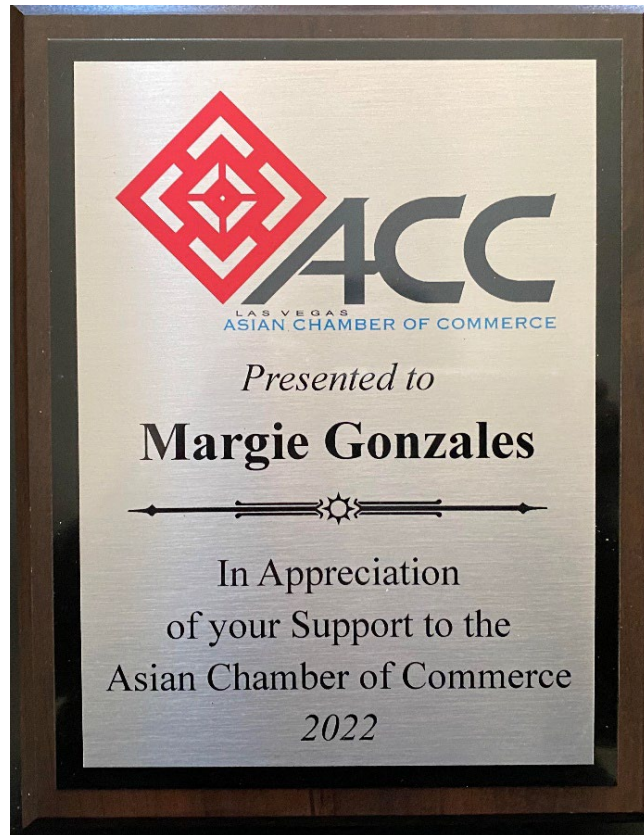 ACC
LAS VEGAS
ASIAN CHAMBER OF COMMERCE
Presented to
Margie Gonzales
In Appreciation
of your Support to the
Asian Chamber of Commerce
2022